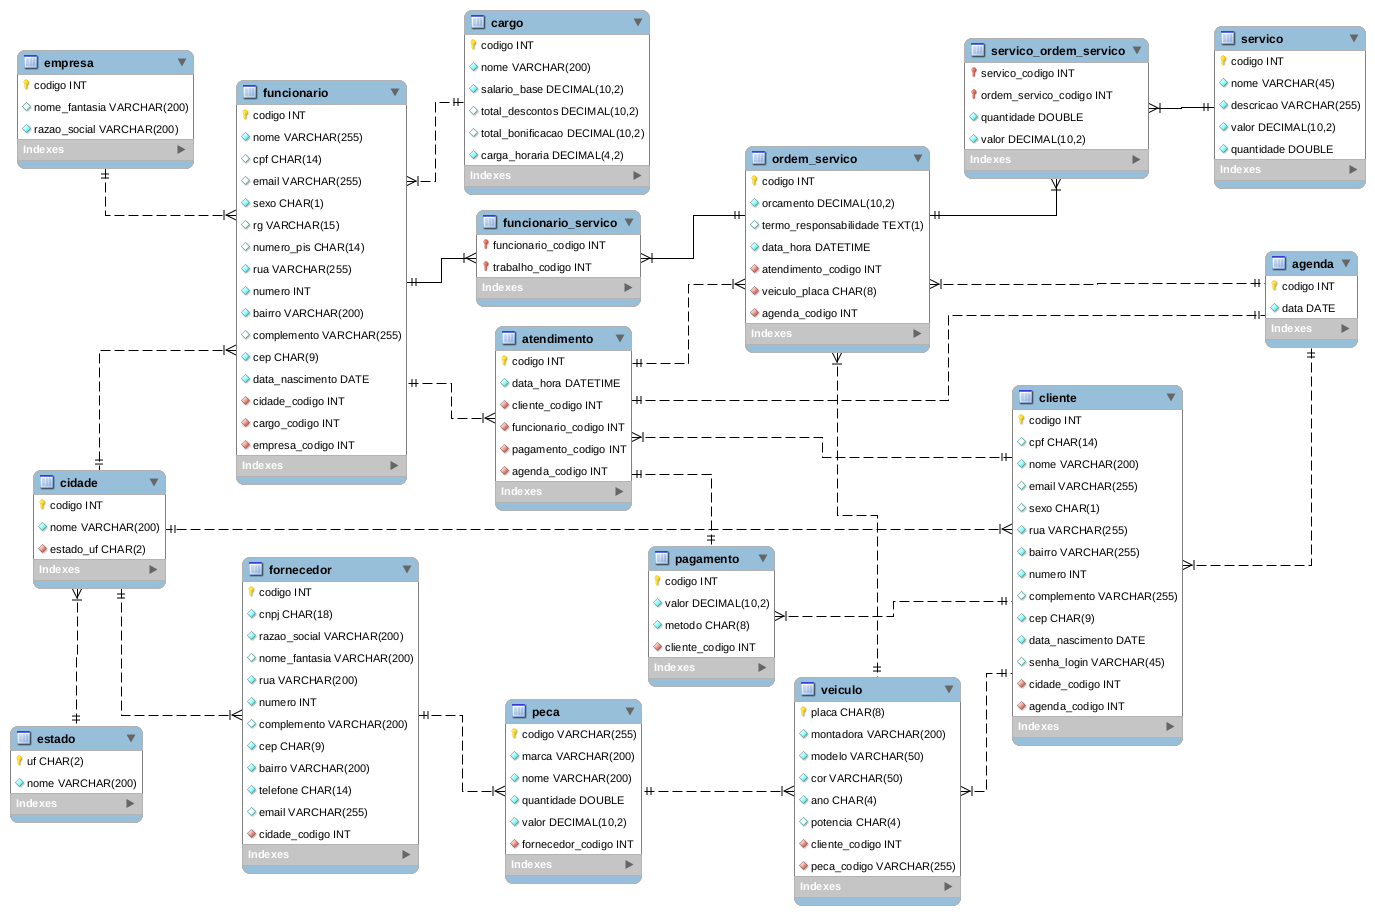 empresa
codigo INT
nome_fantasia VARCHAR(200)
razao_social VARCHAR(200)
Indexes
funcionario
codigo INT
nome VARCHAR(255)
cpf CHAR(14)
email VARCHAR(255)
sexo CHAR(1)
rg VARCHAR(15)
numero_pis CHAR(14)
rua VARCHAR(255)
numero INT
bairro VARCHAR(200)
complemento VARCHAR(255)
cep CHAR(9)
data_nascimento DATE
cidade_codigo INT
cargo_codigo INT
empresa_codigo INT
Indexes
cargo
codigo INT
nome VARCHAR(200)
salario_base DECIMAL(10,2)
total_descontos DECIMAL(10,2)
total_bonificacao DECIMAL(10,2)
carga_horaria DECIMAL(4,2)
Indexes
funcionario_servico
funcionario_codigo INT
trabalho_codigo INT
Indexes
ordem_servico
codigo INT
orcamento DECIMAL(10,2)
termo_responsabilidade TEXT(1)
data_hora DATETIME
atendimento_codigo INT
veiculo_placa CHAR(8)
agenda_codigo INT
Indexes
servico_ordem_servico
servico_codigo INT
ordem_servico_codigo INT
quantidade DOUBLE
valor DECIMAL(10,2)
Indexes
servico
codigo INT
nome VARCHAR(45)
descricao VARCHAR(255)
valor DECIMAL(10,2)
quantidade DOUBLE
Indexes
agenda
codigo INT
data DATE
Indexes
atendimento
codigo INT
data_hora DATETIME
cliente_codigo INT
funcionario_codigo INT
pagamento_codigo INT
agenda_codigo INT
Indexes
cliente
codigo INT
cpf CHAR(14)
nome VARCHAR(200)
email VARCHAR(255)
sexo CHAR(1)
rua VARCHAR(255)
bairro VARCHAR(255)
numero INT
complemento VARCHAR(255)
cep CHAR(9)
data_nascimento DATE
senha_login VARCHAR(45)
cidade_codigo INT
agenda_codigo INT
Indexes
cidade
codigo INT
nome VARCHAR(200)
estado_uf CHAR(2)
Indexes
estado
uf CHAR(2)
nome VARCHAR(200)
Indexes
fornecedor
codigo INT
cnpj CHAR(18)
razao_social VARCHAR(200)
nome_fantasia VARCHAR(200)
rua VARCHAR(200)
numero INT
complemento VARCHAR(200)
cep CHAR(9)
bairro VARCHAR(200)
telefone CHAR(14)
email VARCHAR(255)
cidade_codigo INT
Indexes
pagamento
codigo INT
valor DECIMAL(10,2)
metodo CHAR(8)
cliente_codigo INT
Indexes
peca
codigo VARCHAR(255)
marca VARCHAR(200)
nome VARCHAR(200)
quantidade DOUBLE
valor DECIMAL(10,2)
fornecedor_codigo INT
Indexes
veiculo
placa CHAR(8)
montadora VARCHAR(200)
modelo VARCHAR(50)
cor VARCHAR(50)
ano CHAR(4)
potencia CHAR(4)
cliente_codigo INT
peca_codigo VARCHAR(255)
Indexes